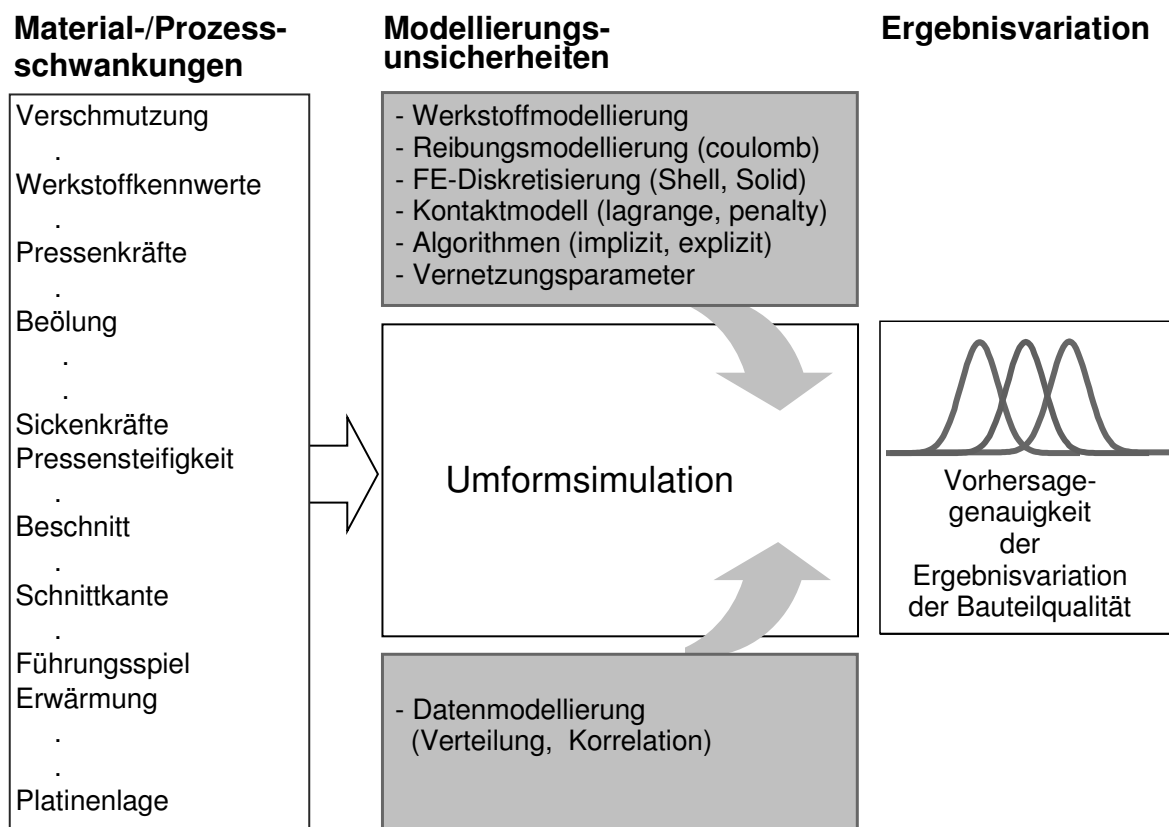 Material-/Prozess-
schwankungen
Verschmutzung
.
Werkstoffkennwerte
.
Pressenkräfte
.
Beölung
.
.
Sickenkräfte
Pressensteifigkeit
.
Beschnitt
.
Schnittkante
.
Führungsspiel
Erwärmung
.
.
Platinenlage
Modellierungs-
unsicherheiten
- Werkstoffmodellierung
- Reibungsmodellierung (coulomb)
- FE-Diskretisierung (Shell, Solid)
- Kontaktmodell (lagrange, penalty)
- Algorithmen (implizit, explizit)
- Vernetzungsparameter
Umformsimulation
- Datenmodellierung
(Verteilung, Korrelation)
Ergebnisvariation
Vorhersage-
genauigkeit
der
Ergebnisvariation
der Bauteilqualität